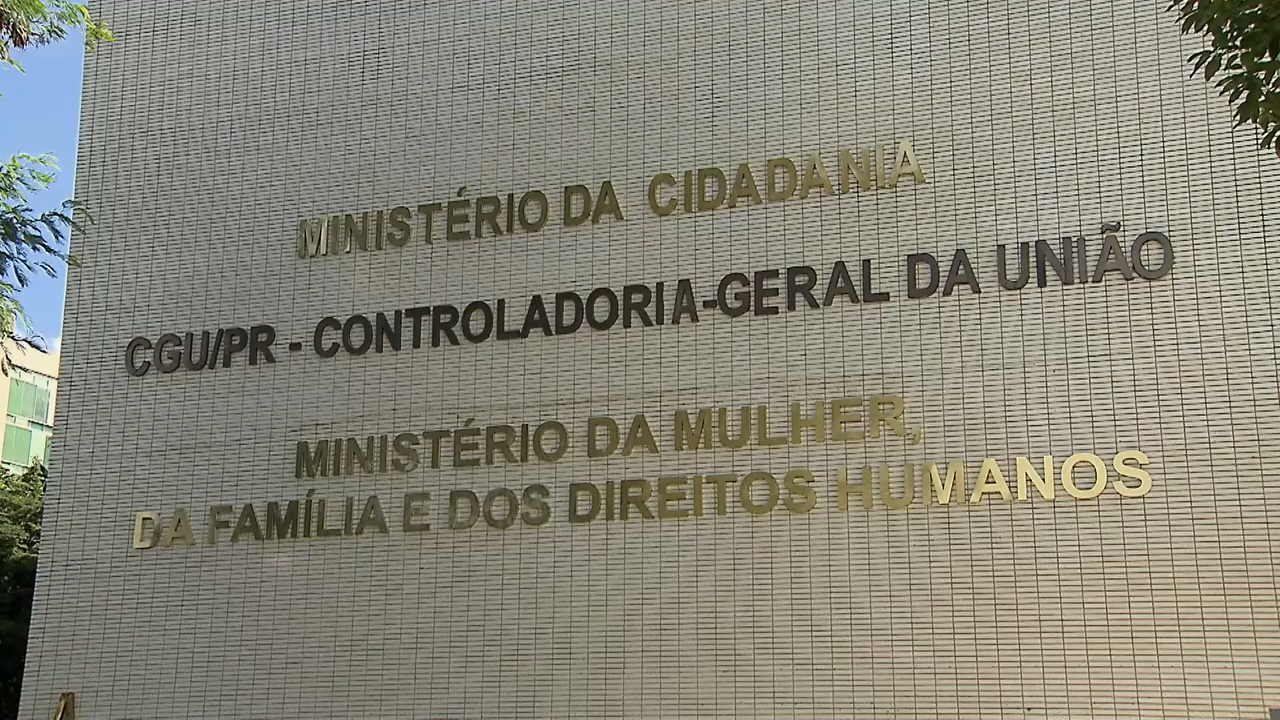 MINISTÉRIO DA CIDADANIA
CGU/PR - CONTROLADORIA-GERAL DA UNIÃO
MINISTÉRIO DA MULHER,
DA FAMÍLIA E DOS DIREITOS HUMANOS
A